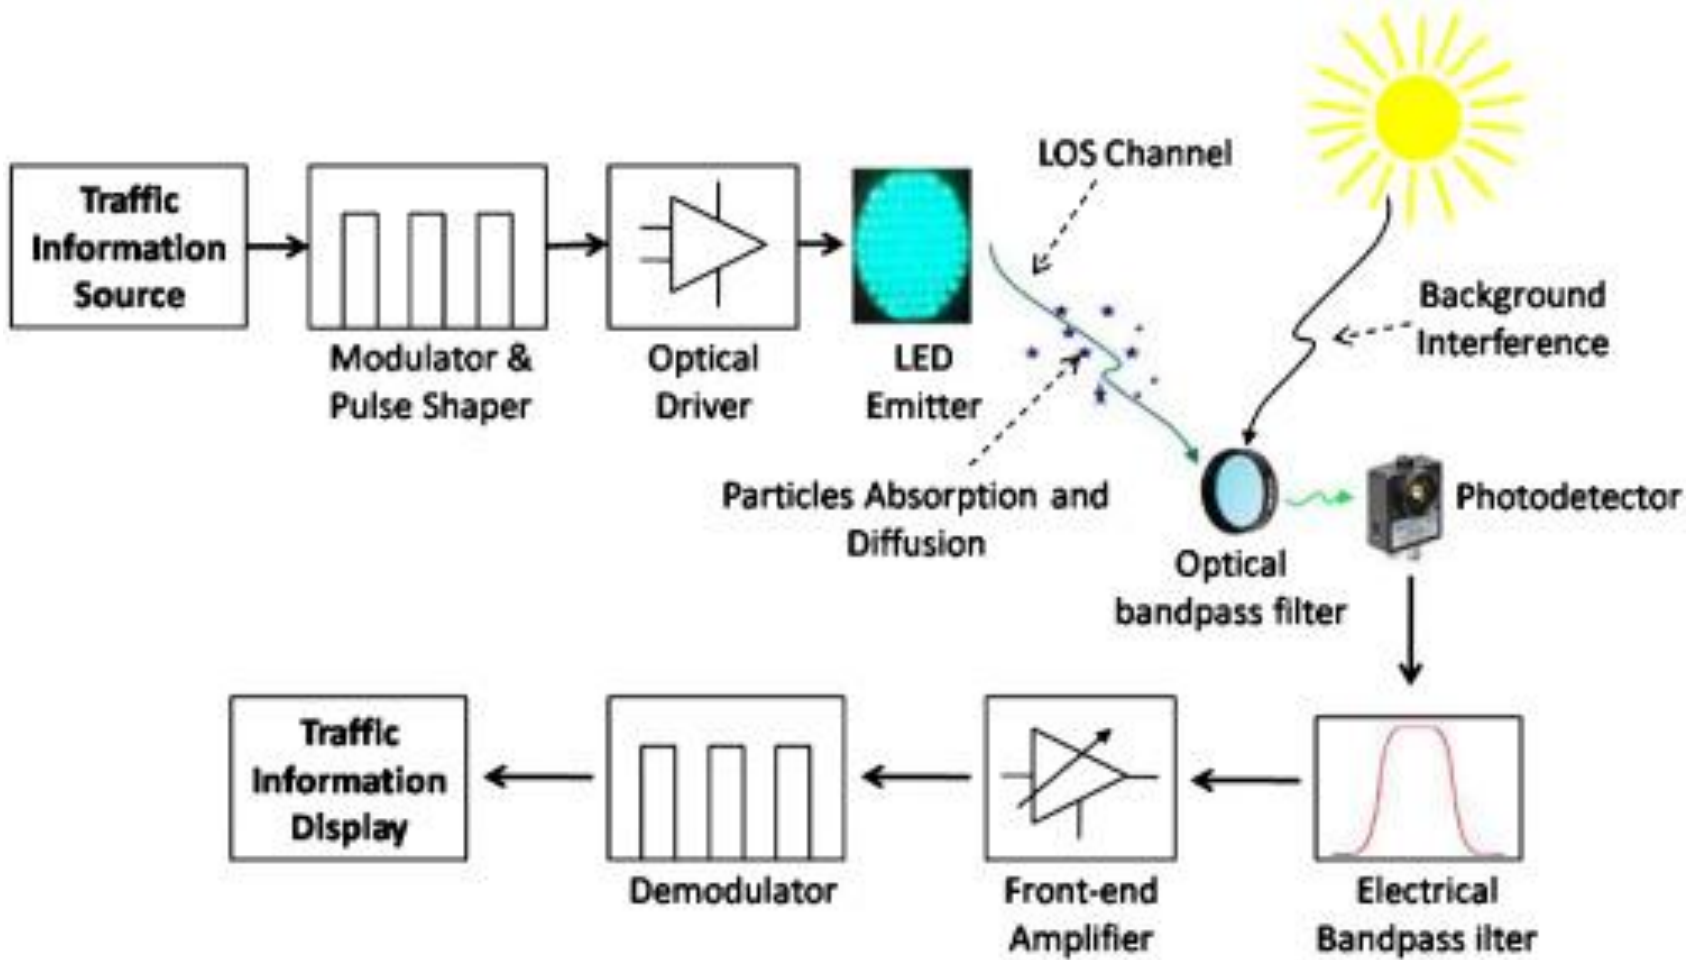 Traffic
Information
Source
Modulator &
Pulse Shaper
Optical
Driver
LED
Emitter
LOS Channel
Background
Interference
Particles Absorption and
Diffusion
Optical
bandpass filter
Photodetector
Traffic
Information
Display
Demodulator
Front-end
Amplifier
Electrical
Bandpass ilter